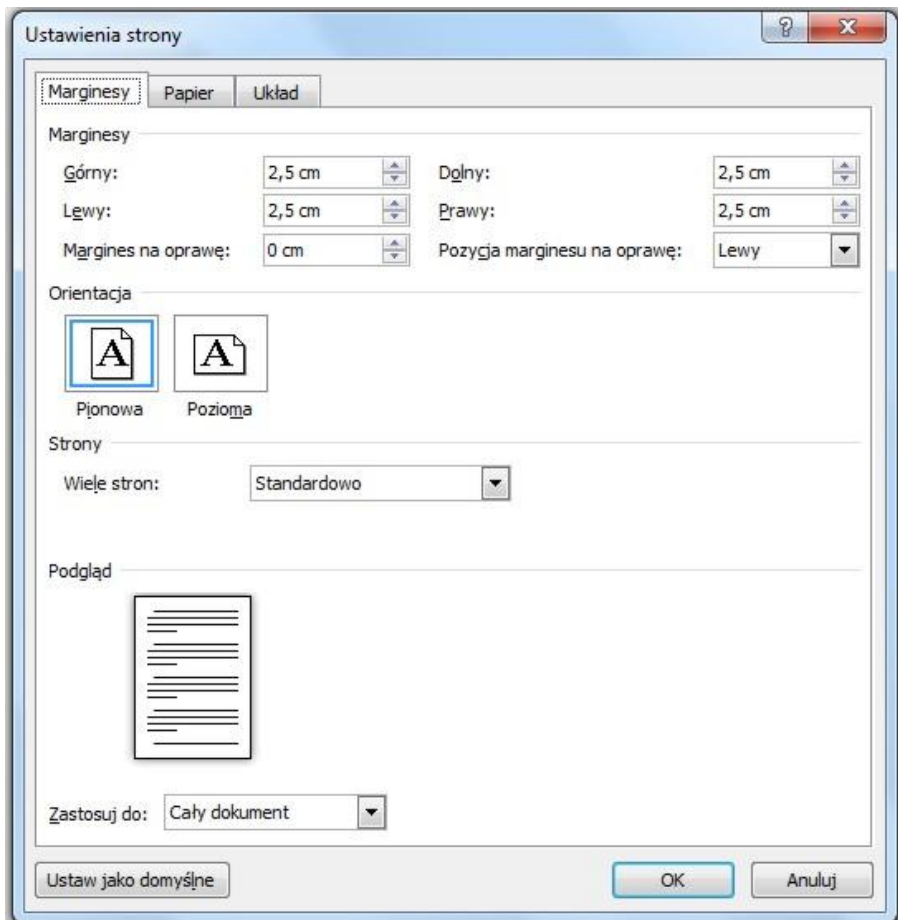 Ustawienia strony
Marginesy Papier Układ
Marginesy
Górny: 2,5 cm Dolny: 2,5 cm
Lewy: 2,5 cm Prawy: 2,5 cm
Margines na oprawę: 0 cm Pozycja marginesu na oprawę: Lewy
Orientacja
A A
Pionowa Pozioma
Strony
Wiele stron: Standardowo
Podgląd
Zastosuj do: Cały dokument
Ustaw jako domyślne OK Anuluj